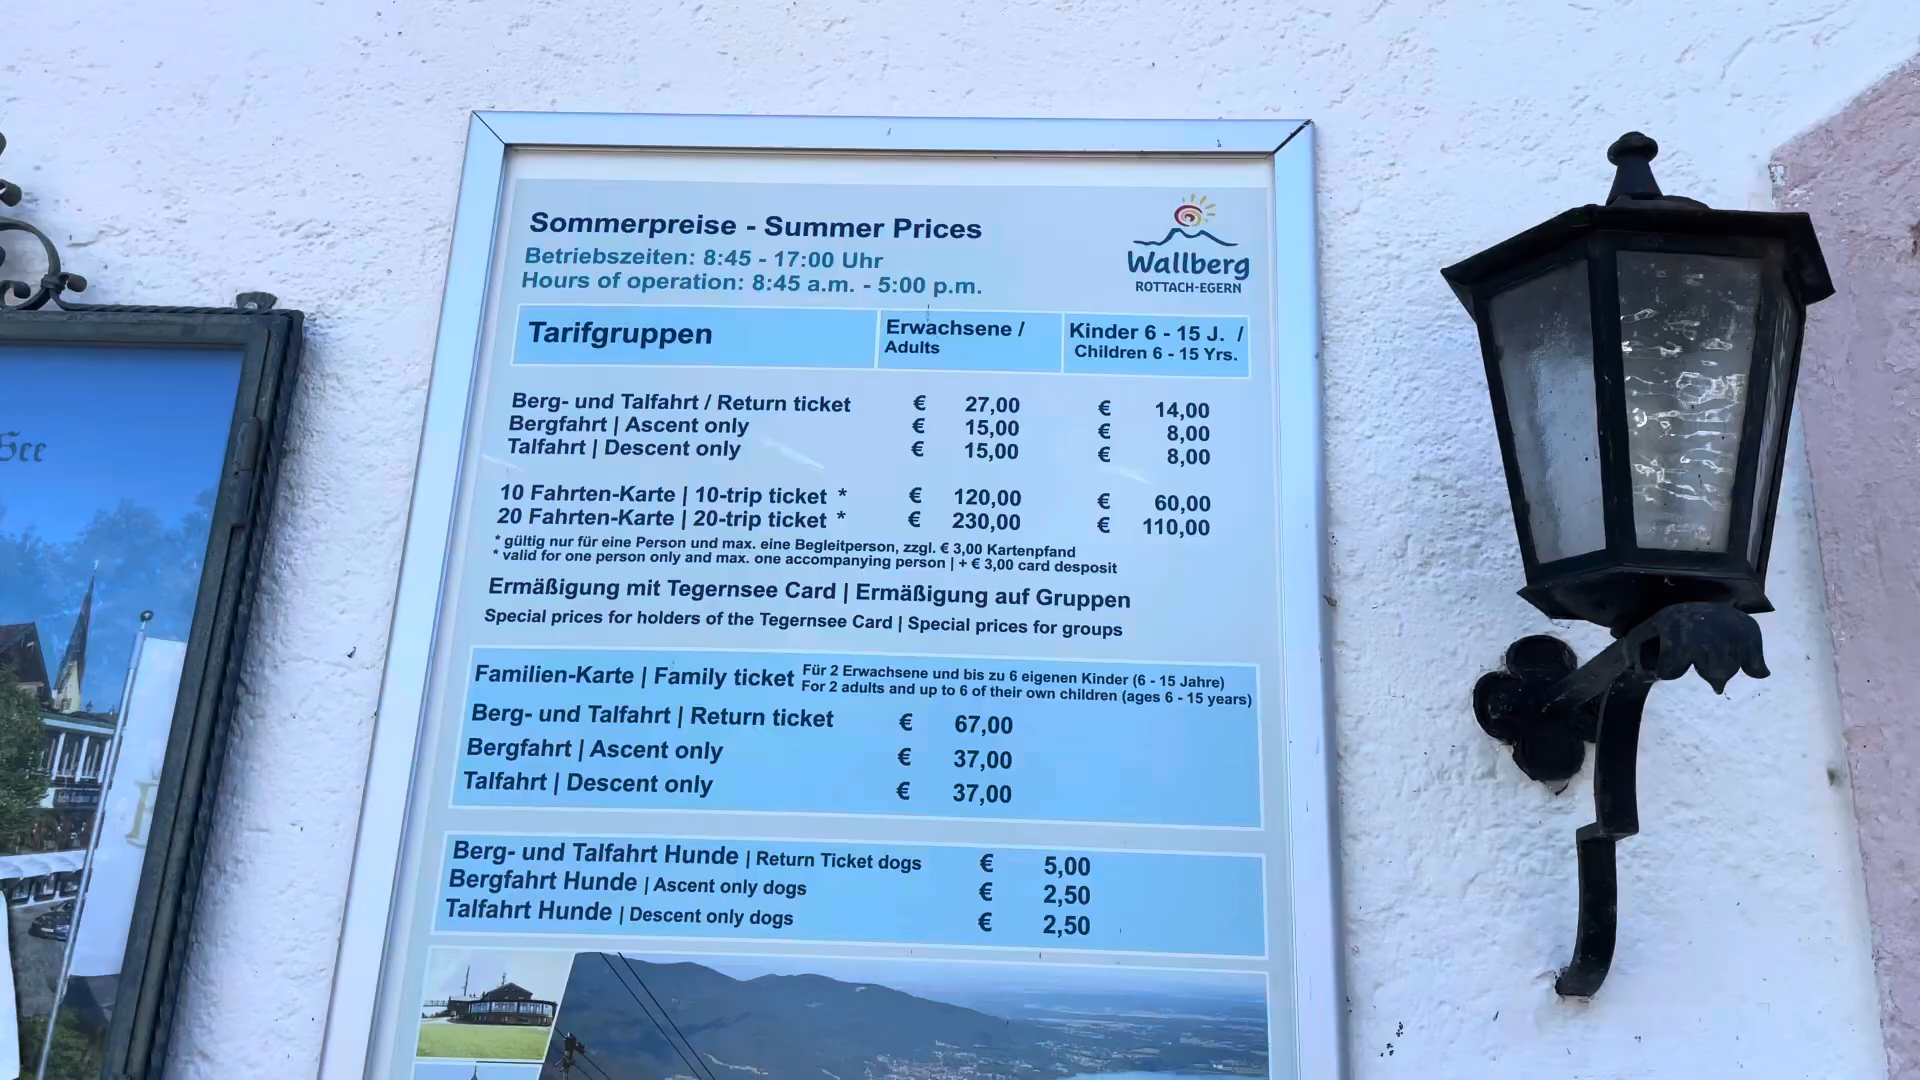 See
Sommerpreise - Summer Prices
Betriebszeiten: 8:45 - 17:00 Uhr
Hours of operation: 8:45 a.m. - 5:00 p.m.
Wallberg
ROTTACH-EGERN
Tarifgruppen Erwachsene / Adults Kinder 6 - 15 J. / Children 6 - 15 Yrs.
Berg- und Talfahrt / Return ticket € 27,00 € 14,00
Bergfahrt | Ascent only € 15,00 € 8,00
Talfahrt | Descent only € 15,00 € 8,00
10 Fahrten-Karte | 10-trip ticket * € 120,00 € 60,00
20 Fahrten-Karte | 20-trip ticket * € 230,00 € 110,00
* gültig nur für eine Person und max. eine Begleitperson, zzgl. € 3,00 Kartenpfand
* valid for one person only and max. one accompanying person | + € 3,00 card desposit
Ermäßigung mit Tegernsee Card | Ermäßigung auf Gruppen
Special prices for holders of the Tegernsee Card | Special prices for groups
Familien-Karte | Family ticket Für 2 Erwachsene und bis zu 6 eigenen Kinder (6 - 15 Jahre)
For 2 adults and up to 6 of their own children (ages 6 - 15 years)
Berg- und Talfahrt | Return ticket € 67,00
Bergfahrt | Ascent only € 37,00
Talfahrt | Descent only € 37,00
Berg- und Talfahrt Hunde | Return Ticket dogs € 5,00
Bergfahrt Hunde | Ascent only dogs € 2,50
Talfahrt Hunde | Descent only dogs € 2,50